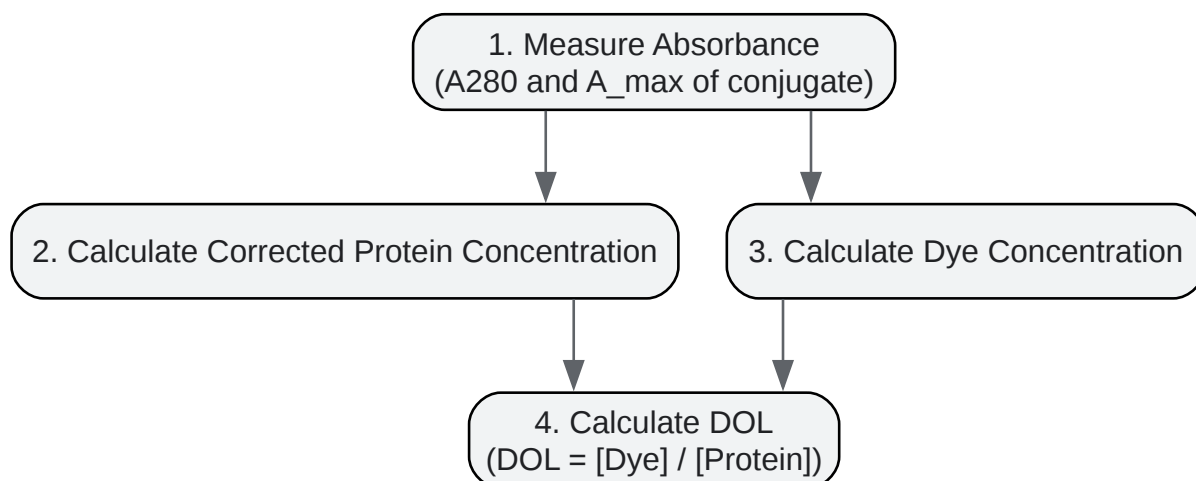 1. Measure Absorbance
(A280 and A_max of conjugate)
2. Calculate Corrected Protein Concentration
3. Calculate Dye Concentration
4. Calculate DOL
(DOL = [Dye] / [Protein])